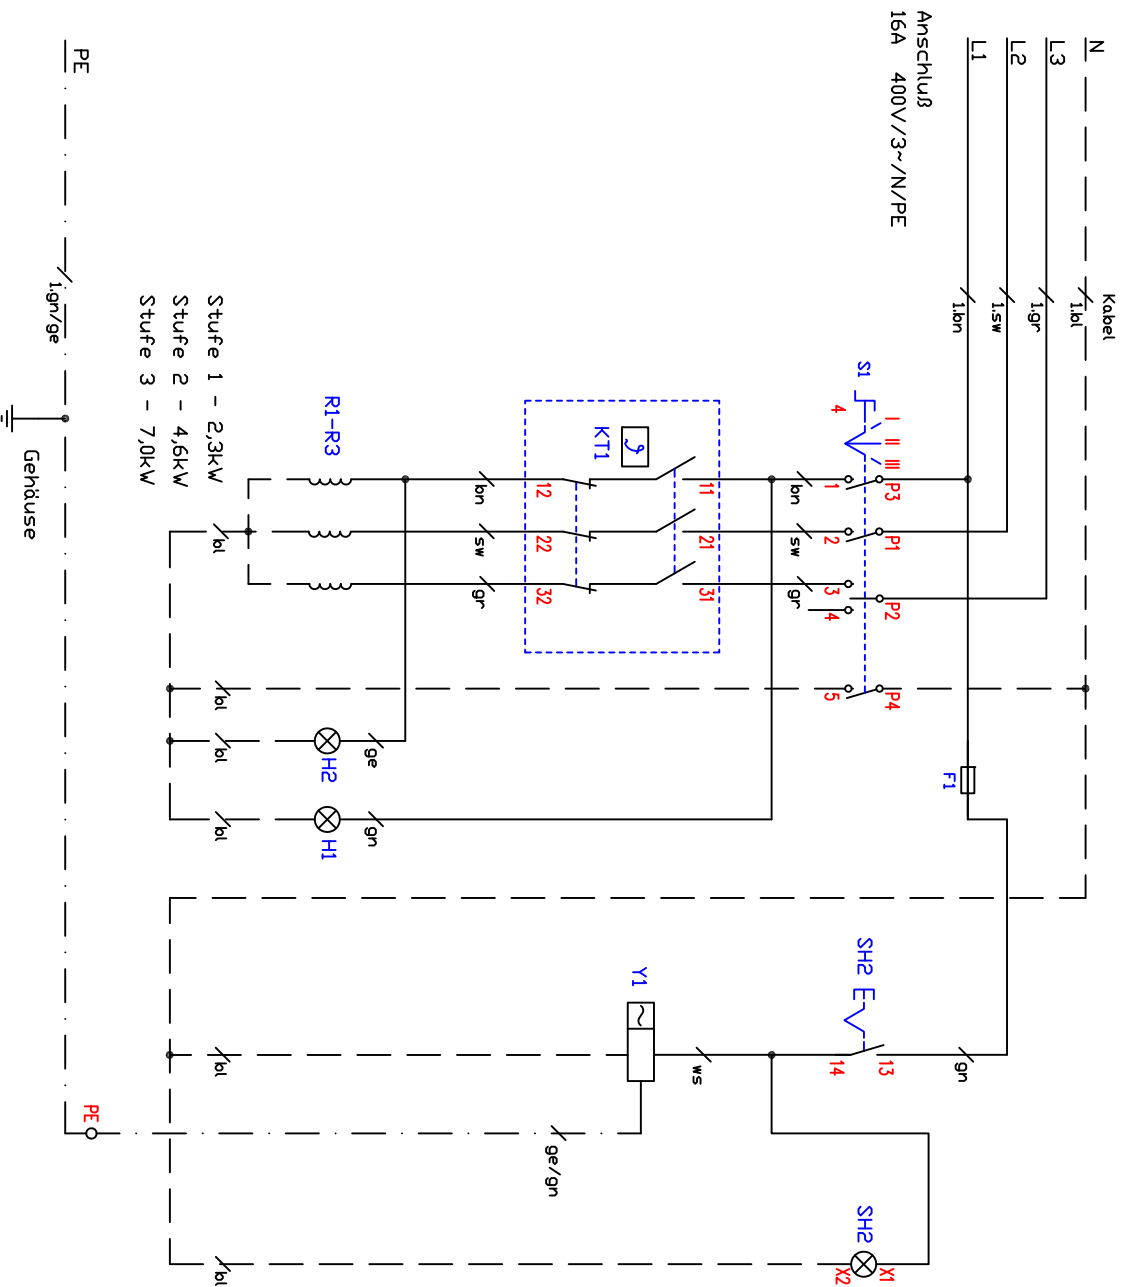 N
L3
L2
L1
Anschluß
16A 400V/3~/N/PE
Kabel
1.bl
1.gr
1.sw
1.bn
S1
4
I
II
III
P3
P1
P2
P4
1
2
3
4
5
bn
sw
gr
F1
KT1
11
21
31
12
22
32
bn
sw
gr
R1-R3
Stufe 1 - 2,3kW
Stufe 2 - 4,6kW
Stufe 3 - 7,0kW
bl
bl
bl
bl
ge
gn
H2
H1
SH2
13
14
gn
Y1
ws
bl
SH2
X1
X2
bl
PE
1.gn/ge
Gehäuse
PE
ge/gn